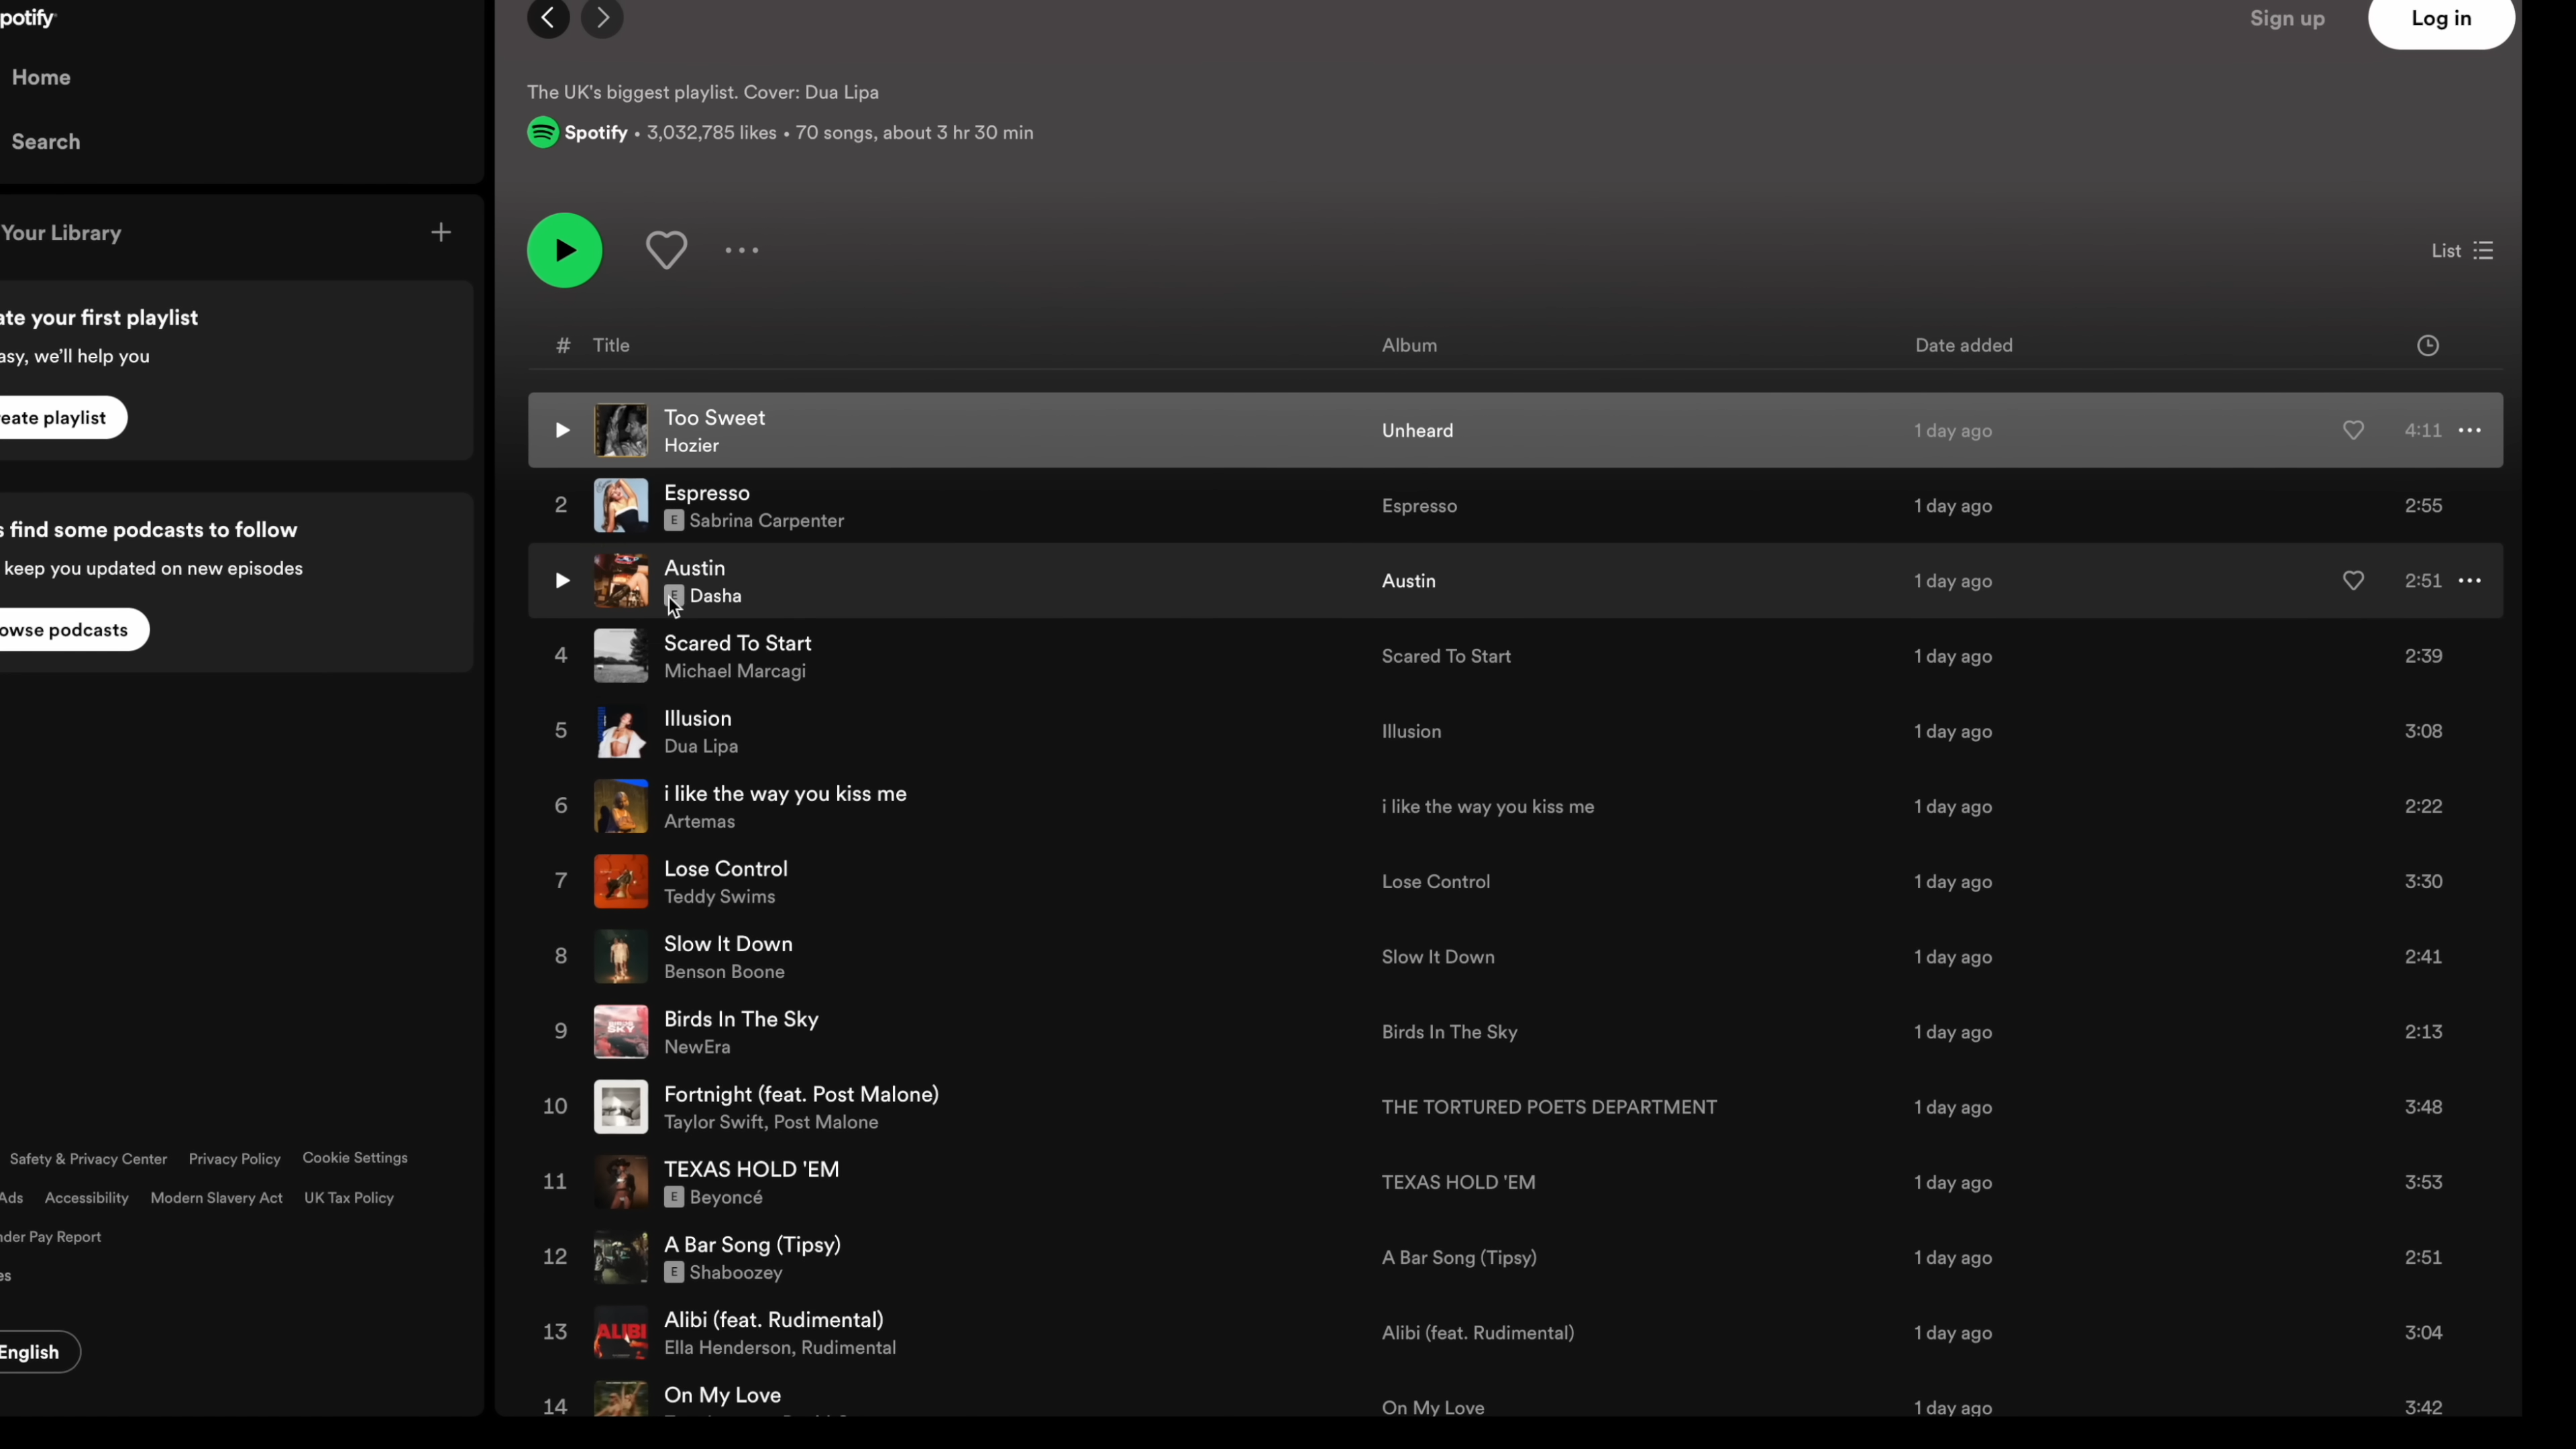 potify
Home
Search
Your Library
ate your first playlist
asy, we'll help you
eate playlist
s find some podcasts to follow
keep you updated on new episodes
owse podcasts
Safety & Privacy Center Privacy Policy Cookie Settings
Ads Accessibility Modern Slavery Act UK Tax Policy
nder Pay Report
es
English
Sign up Log in
The UK's biggest playlist. Cover: Dua Lipa
Spotify • 3,032,785 likes • 70 songs, about 3 hr 30 min
List
# Title Album Date added
Too Sweet
Hozier
Unheard 1 day ago 4:11
2 Espresso
E Sabrina Carpenter
Espresso 1 day ago 2:55
Austin
E Dasha
Austin 1 day ago 2:51
4 Scared To Start
Michael Marcagi
Scared To Start 1 day ago 2:39
5 Illusion
Dua Lipa
Illusion 1 day ago 3:08
6 i like the way you kiss me
Artemas
i like the way you kiss me 1 day ago 2:22
7 Lose Control
Teddy Swims
Lose Control 1 day ago 3:30
8 Slow It Down
Benson Boone
Slow It Down 1 day ago 2:41
SKY
9 Birds In The Sky
NewEra
Birds In The Sky 1 day ago 2:13
10 Fortnight (feat. Post Malone)
Taylor Swift, Post Malone
THE TORTURED POETS DEPARTMENT 1 day ago 3:48
11 TEXAS HOLD 'EM
E Beyoncé
TEXAS HOLD 'EM 1 day ago 3:53
12 A Bar Song (Tipsy)
E Shaboozey
A Bar Song (Tipsy) 1 day ago 2:51
ALIBI
13 Alibi (feat. Rudimental)
Ella Henderson, Rudimental
Alibi (feat. Rudimental) 1 day ago 3:04
14 On My Love
On My Love 1 day ago 3:42